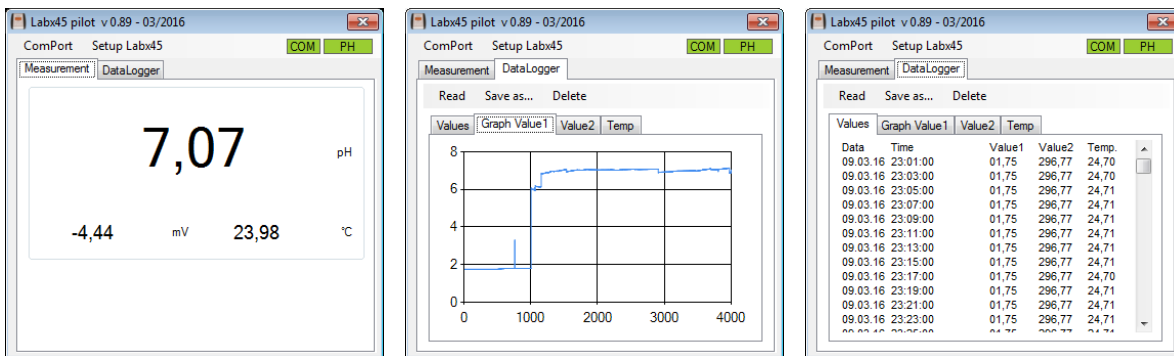 Labx45 pilot v 0.89 - 03/2016
ComPort Setup Labx45 COM PH
Measurement DataLogger
7,07 pH
-4,44 mV 23,98 °C
Labx45 pilot v 0.89 - 03/2016
ComPort Setup Labx45 COM PH
Measurement DataLogger
Read Save as... Delete
Values Graph Value1 Value2 Temp
8
6
4
2
0
0 1000 2000 3000 4000
Labx45 pilot v 0.89 - 03/2016
ComPort Setup Labx45 COM PH
Measurement DataLogger
Read Save as... Delete
Values Graph Value1 Value2 Temp
Data Time Value1 Value2 Temp.
09.03.16 23:01:00 01,75 296,77 24,70
09.03.16 23:03:00 01,75 296,77 24,70
09.03.16 23:05:00 01,75 296,77 24,71
09.03.16 23:07:00 01,75 296,77 24,71
09.03.16 23:09:00 01,75 296,77 24,71
09.03.16 23:11:00 01,75 296,77 24,71
09.03.16 23:13:00 01,75 296,77 24,71
09.03.16 23:15:00 01,75 296,77 24,71
09.03.16 23:17:00 01,75 296,77 24,70
09.03.16 23:19:00 01,75 296,77 24,71
09.03.16 23:21:00 01,75 296,77 24,71
09.03.16 23:23:00 01,75 296,77 24,71